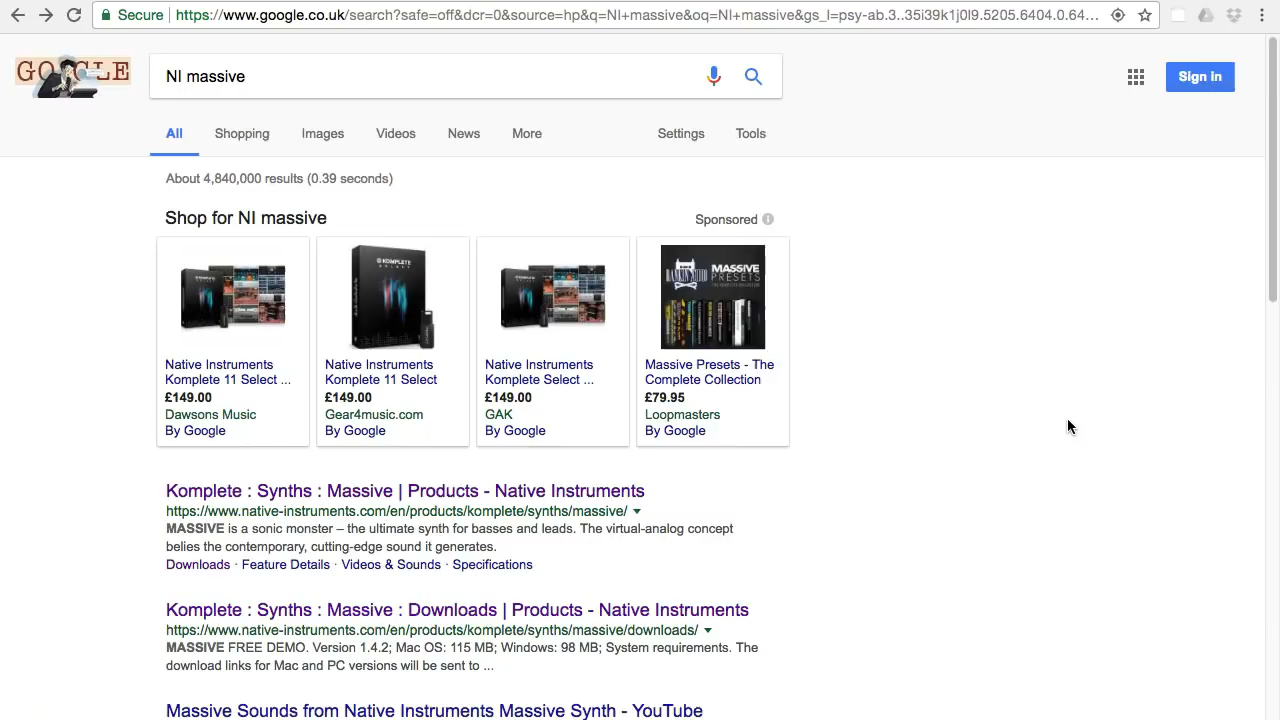 Secure https://www.google.co.uk/search?safe=off&dcr=0&source=hp&q=NI+massive&oq=NI+massive&gs_l=psy-ab.3..35i39k1j0l9.5205.6404.0.64...
GOOGLE
NI massive
Sign in
All Shopping Images Videos News More Settings Tools
About 4,840,000 results (0.39 seconds)
Shop for NI massive
Sponsored
KOMPLETE
SELECT
MASSIVE
PRESETS
Native Instruments
Komplete 11 Select ...
£149.00
Dawsons Music
By Google
Native Instruments
Komplete 11 Select
£149.00
Gear4music.com
By Google
Native Instruments
Komplete Select ...
£149.00
GAK
By Google
Massive Presets - The
Complete Collection
£79.95
Loopmasters
By Google
Komplete : Synths : Massive | Products - Native Instruments
https://www.native-instruments.com/en/products/komplete/synths/massive/
MASSIVE is a sonic monster – the ultimate synth for basses and leads. The virtual-analog concept
belies the contemporary, cutting-edge sound it generates.
Downloads · Feature Details · Videos & Sounds · Specifications
Komplete : Synths : Massive : Downloads | Products - Native Instruments
https://www.native-instruments.com/en/products/komplete/synths/massive/downloads/
MASSIVE FREE DEMO. Version 1.4.2; Mac OS: 115 MB; Windows: 98 MB; System requirements. The
download links for Mac and PC versions will be sent to ...
Massive Sounds from Native Instruments Massive Synth - YouTube